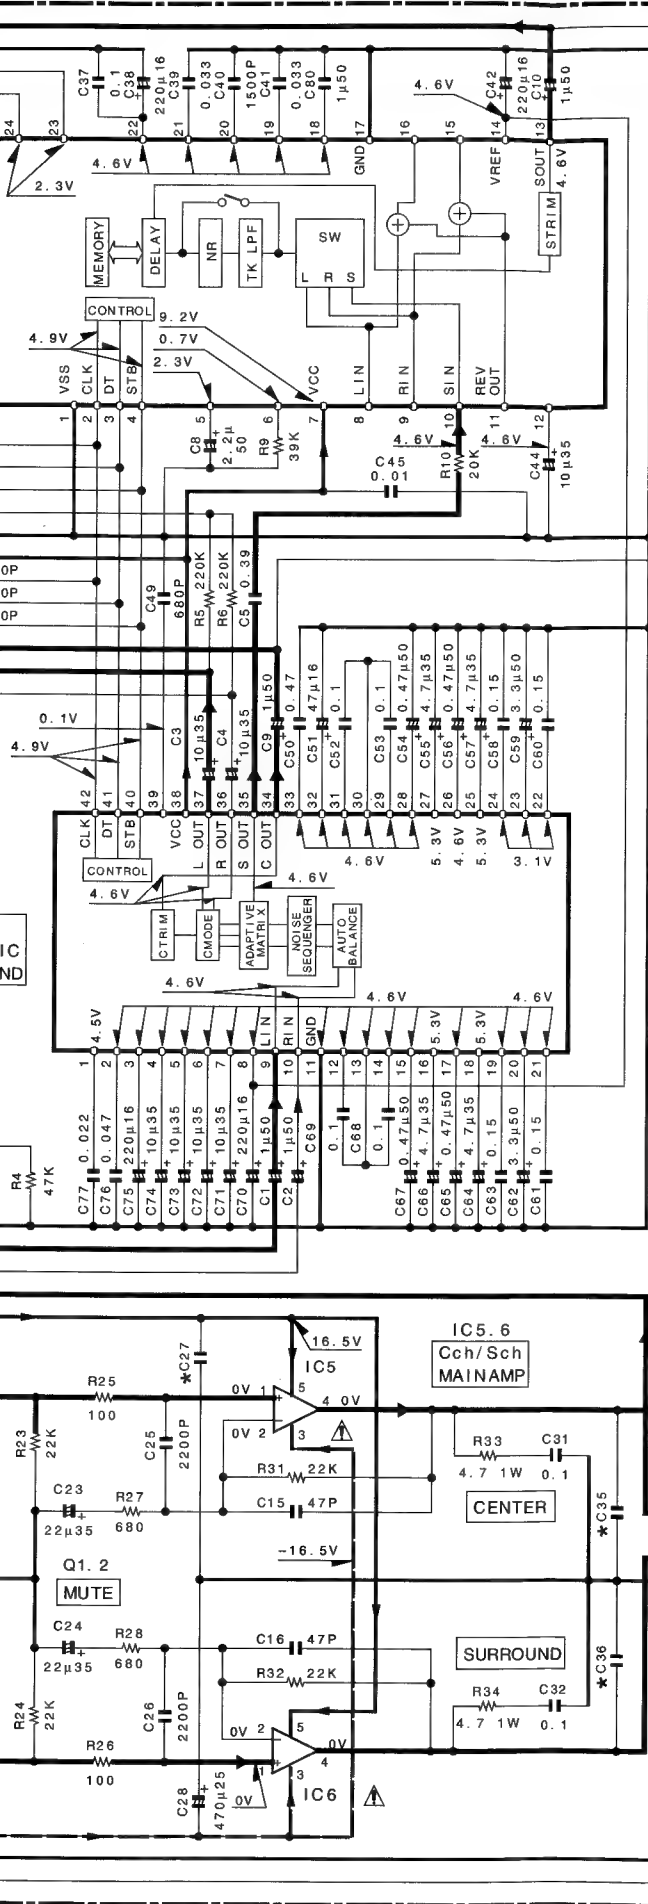 C37 0.1 C38 220µ16 C39 0.033 C40 1500P C41 0.033 C80 1µ50 4.6V C42 220µ16 C10 1µ50
24 23 22 21 20 19 18 17 16 15 14 13
2.3V 4.6V GND VREF SOUT 4.6V
MEMORY DELAY NR TK LPF SW STRIM
L R S
CONTROL 9.2V
4.9V 0.7V
2.3V
VSS CLK DT STB VCC LIN RIN SIN REV OUT
1 2 3 4 5 6 7 8 9 10 11 12
C8 2.2µ 50 R9 39K 4.6V 4.6V
C45 0.01 R10 20K C44 10µ35
0P
0P
0P
C49 680P R5 220K R6 220K C5 0.39
0.1V
4.9V
C3 10µ35 C4 10µ35 C9 1µ50 C50 0.47 C51 47µ16 C52 0.1 C53 0.1 C54 0.47µ50 C55 4.7µ35 C56 0.47µ50 C57 4.7µ35 C58 0.15 C59 3.3µ50 C60 0.15
42 41 40 39 38 37 36 35 34 33 32 31 30 29 28 27 26 25 24 23 22
CLK DT STB VCC L OUT R OUT S OUT C OUT 4.6V 5.3V 4.6V 5.3V 3.1V
CONTROL
4.6V 4.6V
CTRIM CMODE ADAPTIVE MATRIX NOISE SEQUENGER AUTO BALANCE
IC
ND
4.6V 4.6V 4.6V
4.5V LIN RIN GND 5.3V 5.3V
1 2 3 4 5 6 7 8 9 10 11 12 13 14 15 16 17 18 19 20 21
C77 0.022 C76 0.047 C75 220µ16 C74 10µ35 C73 10µ35 C72 10µ35 C71 10µ35 C70 220µ16 C1 1µ50 C2 1µ50 C69 0.1 C68 0.1 C67 0.47µ50 C66 4.7µ35 C65 0.47µ50 C64 4.7µ35 C63 0.15 C62 3.3µ50 C61 0.15
R4 47K
16.5V IC5.6
*C27 IC5 Cch/Sch
MAINAMP
R25 0V 1 5 4 0V
100 0V 2 3
R23 22K C25 2200P R31 22K R33 C31
4.7 1W 0.1
C23 R27 C15 47P CENTER
22µ35 680 *C35
-16.5V
Q1.2
MUTE
C24 R28 C16 47P SURROUND
22µ35 680 R32 22K *C36
R24 22K C26 2200P R34 C32
0V 2 5 4.7 1W 0.1
R26 1 3 4 0V
100 C28 470µ25 0V IC6